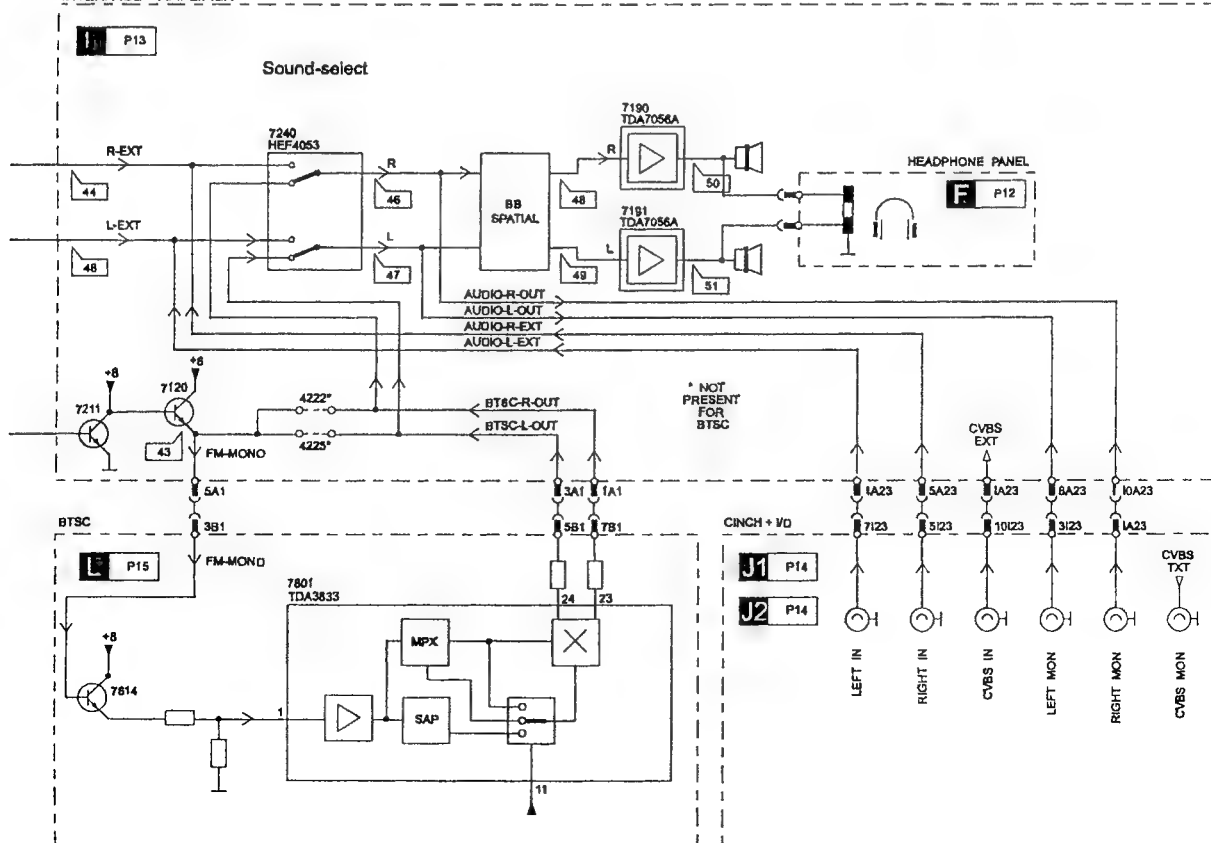 P13
Sound-select
7240
HEF4053
7190
TDA7056A
R-EXT
R
R
44
46
48
50
HEADPHONE PANEL
F P12
BB
SPATIAL
7191
TDA7056A
L-EXT
L
L
48
47
49
51
AUDIO-R-OUT
AUDIO-L-OUT
AUDIO-R-EXT
AUDIO-L-EXT
+8
+8
7120
7211
4222*
BTSC-R-OUT
* NOT
PRESENT
FOR
BTSC
BTSC-L-OUT
4225*
43
FM-MONO
CVBS
EXT
5A1
3A1
1A1
4A23
5A23
1A23
8A23
10A23
BTSC
3B1
5B1
7B1
CINCH + I/O
7I23
5I23
10I23
3I23
1A23
L P15
FM-MONO
J1 P14
CVBS
TXT
7801
TDA3833
24
23
J2 P14
+8
MPX
7814
1
SAP
11
LEFT IN
RIGHT IN
CVBS IN
LEFT MON
RIGHT MON
CVBS MON